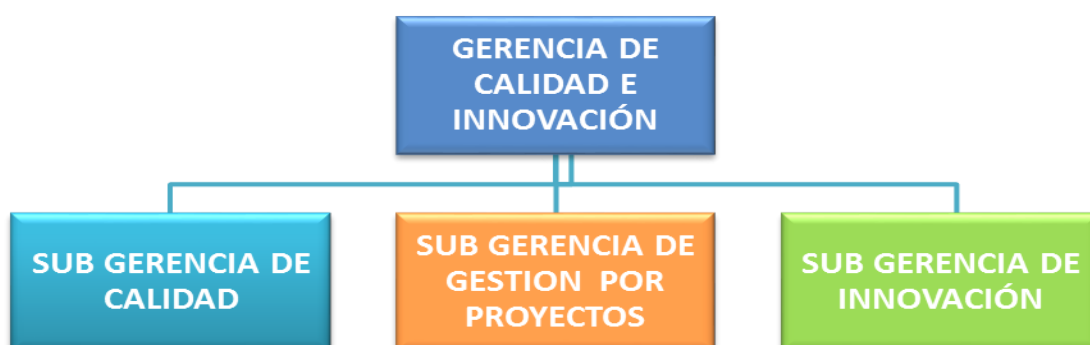 GERENCIA DE
CALIDAD E
INNOVACIÓN
SUB GERENCIA DE
CALIDAD
SUB GERENCIA DE
GESTION POR
PROYECTOS
SUB GERENCIA DE
INNOVACIÓN